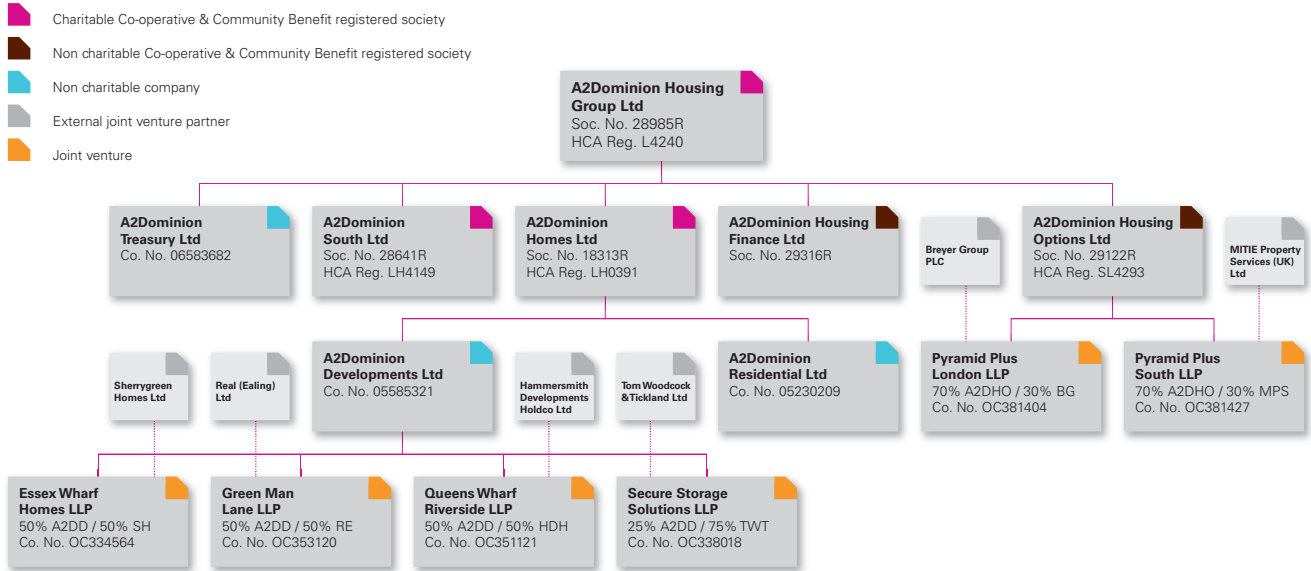 Charitable Co-operative & Community Benefit registered society
Non charitable Co-operative & Community Benefit registered society
Non charitable company
External joint venture partner
Joint venture
A2Dominion Housing
Group Ltd
Soc. No. 28985R
HCA Reg. L4240
A2Dominion
Treasury Ltd
Co. No. 06583682
A2Dominion
South Ltd
Soc. No. 28641R
HCA Reg. LH4149
A2Dominion
Homes Ltd
Soc. No. 18313R
HCA Reg. LH0391
A2Dominion Housing
Finance Ltd
Soc. No. 29316R
Breyer Group
PLC
A2Dominion Housing
Options Ltd
Soc. No. 29122R
HCA Reg. SL4293
MITIE Property
Services (UK)
Ltd
Sherrygreen
Homes Ltd
Real (Ealing)
Ltd
A2Dominion
Developments Ltd
Co. No. 05585321
Hammersmith
Developments
Holdco Ltd
Tom Woodcock
&Tickland Ltd
A2Dominion
Residential Ltd
Co. No. 05230209
Pyramid Plus
London LLP
70% A2DHO / 30% BG
Co. No. OC381404
Pyramid Plus
South LLP
70% A2DHO / 30% MPS
Co. No. OC381427
Essex Wharf
Homes LLP
50% A2DD / 50% SH
Co. No. OC334564
Green Man
Lane LLP
50% A2DD / 50% RE
Co. No. OC353120
Queens Wharf
Riverside LLP
50% A2DD / 50% HDH
Co. No. OC351121
Secure Storage
Solutions LLP
25% A2DD / 75% TWT
Co. No. OC338018